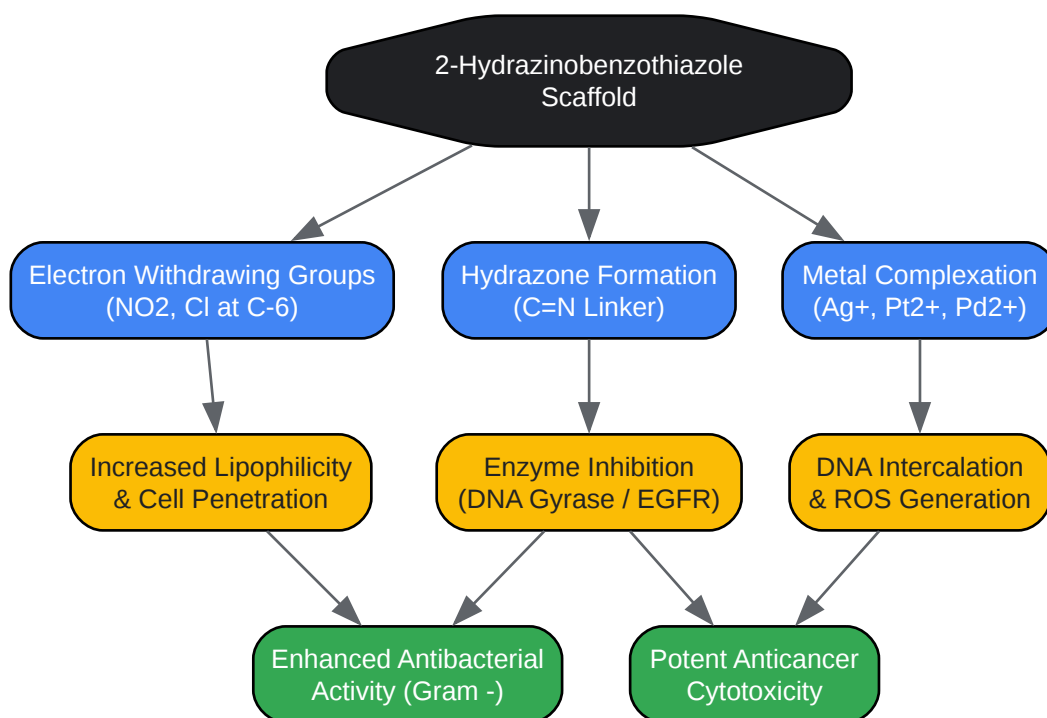 2-Hydrazinobenzothiazole
Scaffold
Electron Withdrawing Groups
(NO2, Cl at C-6)
Hydrazone Formation
(C=N Linker)
Metal Complexation
(Ag+, Pt2+, Pd2+)
Increased Lipophilicity
& Cell Penetration
Enzyme Inhibition
(DNA Gyrase / EGFR)
DNA Intercalation
& ROS Generation
Enhanced Antibacterial
Activity (Gram -)
Potent Anticancer
Cytotoxicity